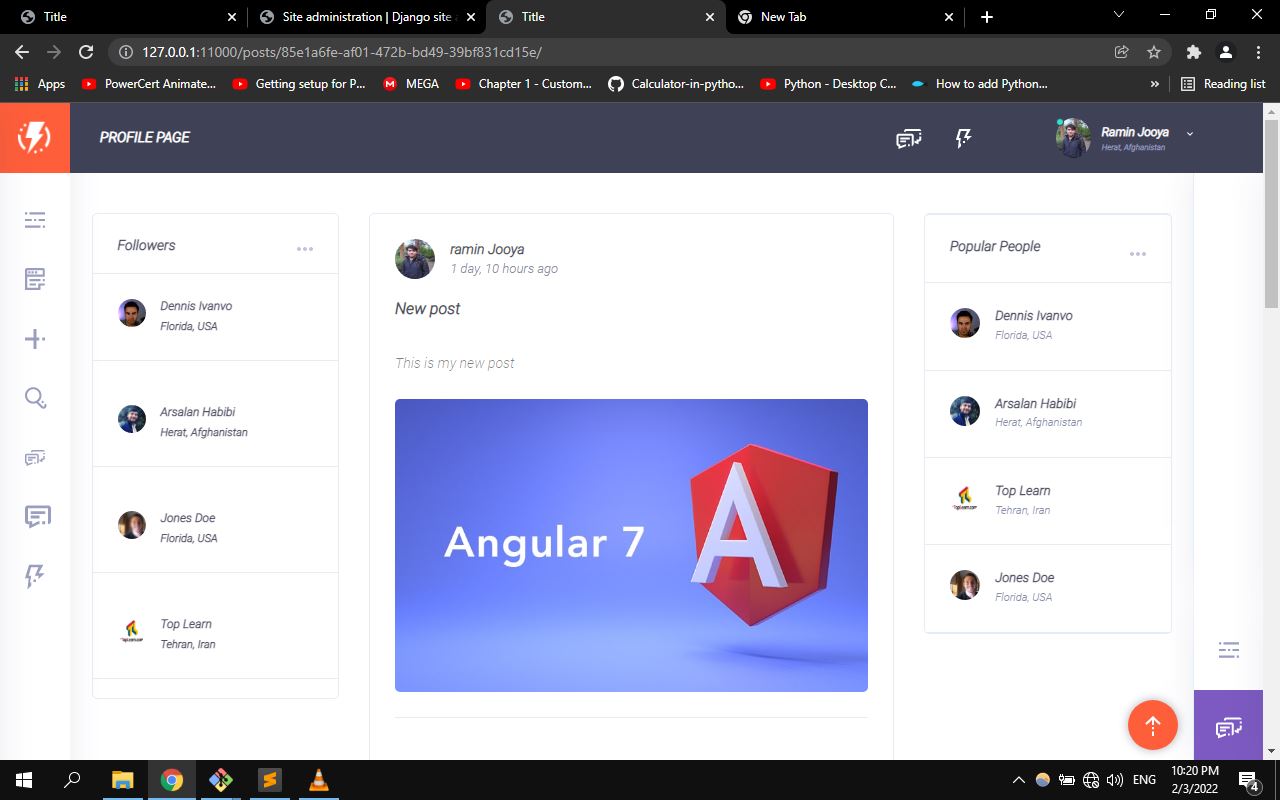 Title
Site administration | Django site a
Title
New Tab
127.0.0.1:11000/posts/85e1a6fe-af01-472b-bd49-39bf831cd15e/
Apps
PowerCert Animate...
Getting setup for P...
MEGA
Chapter 1 - Custom...
Calculator-in-pytho...
Python - Desktop C...
How to add Python...
»
Reading list
PROFILE PAGE
Ramin Jooya
Herat, Afghanistan
Followers
Dennis Ivanvo
Florida, USA
Arsalan Habibi
Herat, Afghanistan
Jones Doe
Florida, USA
Top Learn
Tehran, Iran
ramin Jooya
1 day, 10 hours ago
New post
This is my new post
Angular 7
A
Popular People
Dennis Ivanvo
Florida, USA
Arsalan Habibi
Herat, Afghanistan
Top Learn
Tehran, Iran
Jones Doe
Florida, USA
ENG
10:20 PM
2/3/2022
4